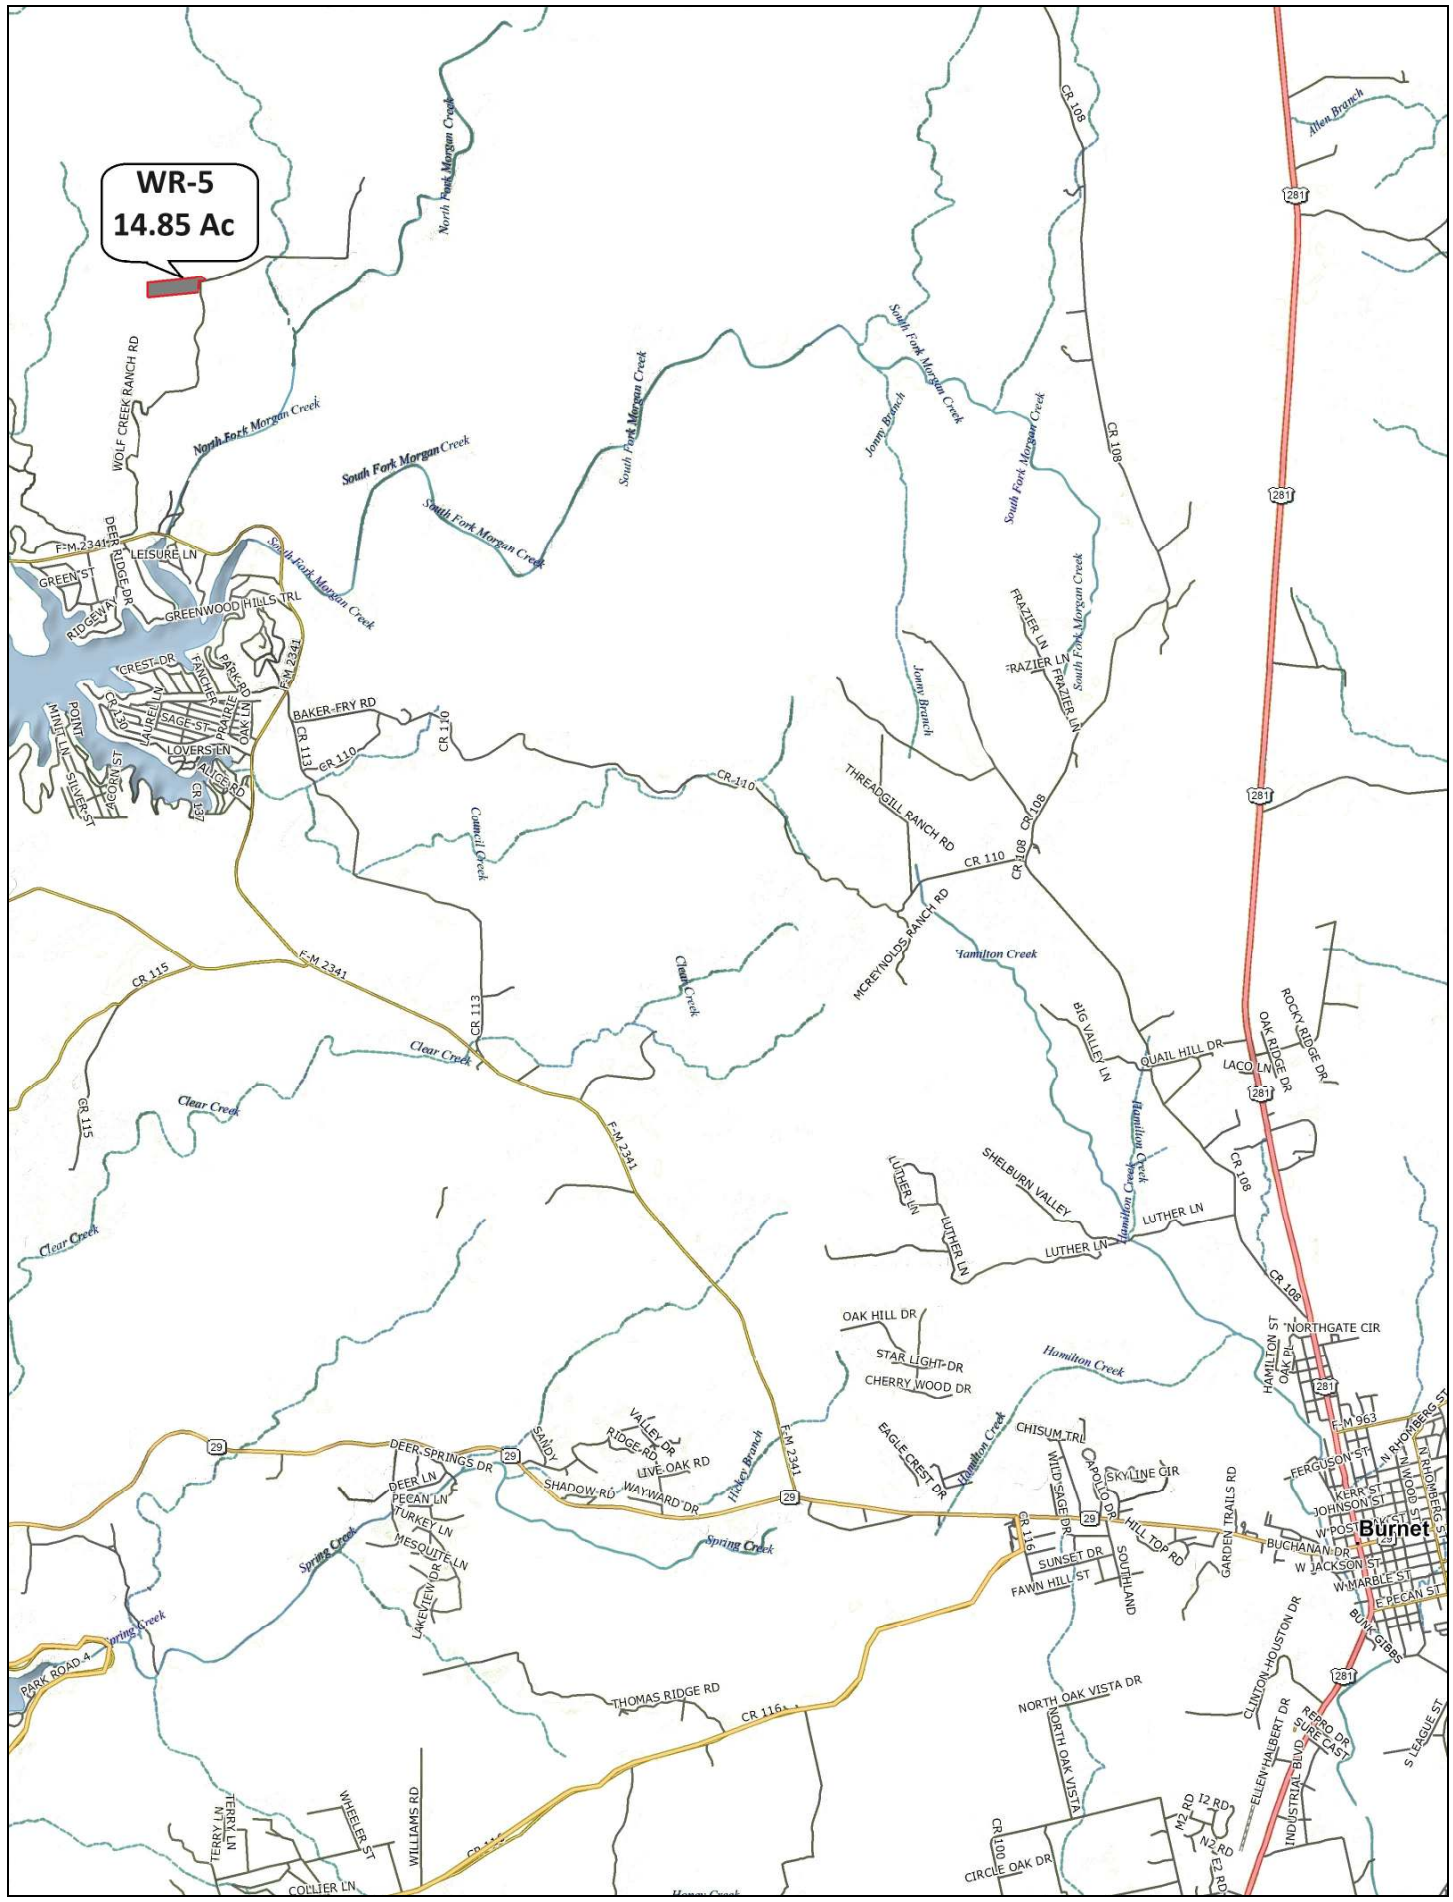 CR 108
Allen Branch
North Fork Morgan Creek
WR-5
14.85 Ac
281
South Fork Morgan Creek
WOLF CREEK RANCH RD
South Fork Morgan Creek
North Fork Morgan Creek
Jonny Branch
South Fork Morgan Creek
CR 108
South Fork Morgan Creek
281
South Fork Morgan Creek
DEER RIDGE DR
F-M 2341
LEISURE LN
South Fork Morgan Creek
GREEN ST
South Fork Morgan Creek
GREENWOOD HILLS TRL
RIDGEWAY
FRAZIER LN
FRAZIER LN
FRAZIER LN
F-M 2341
CREST DR
FANCHER
PARK RD
Jonny Branch
CR 130
LAUREL LN
SAGE ST
PRAIRIE
OAK LN
BAKER-FRY RD
POINT
MINIT LN
CR 113
CR 110
CR 110
LOVERS LN
ALICE RD
SILVER ST
ACORN ST
CR 137
CR 110
THREADGILL RANCH RD
281
CR 108
Council Creek
CR 108
CR 110
MCREYNOLDS RANCH RD
Hamilton Creek
F-M 2341
CR 115
Clear Creek
CR 113
BIG VALLEY LN
OAK RIDGE DR
ROCKY RIDGE DR
Clear Creek
QUAIL HILL DR
LACO LN
281
Clear Creek
CR 115
F-M 2341
Hamilton Creek
SHELBURN VALLEY
LUTHER LN
CR 108
Hamilton Creek
LUTHER LN
LUTHER LN
LUTHER LN
Clear Creek
CR 108
OAK HILL DR
HAMILTON ST
OAK PL
NORTHGATE CIR
STAR LIGHT DR
Hamilton Creek
CHERRY WOOD DR
281
VALLEY DR
F-M 963
N RHOMBERG ST
29
SANDY
RIDGE-RD
Hickey Branch
F-M 2341
EAGLE CREST DR
Hamilton Creek
CHISUM TRL
DEER SPRINGS DR
29
LIVE OAK RD
WILD SAGE DR
APOLLO DR
SKYLINE CIR
FERGUSON ST
N WOOD ST
N RHOMBERG ST
DEER LN
PECAN LN
SHADOW-RD
WAYWARD DR
29
KERR ST
JOHNSON ST
TURKEY LN
CR 116
29
HILL TOP RD
GARDEN TRAILS RD
Burnet
29
Spring Creek
MESQUITE LN
Spring Creek
SUNSET DR
BUCHANAN DR
W JACKSON ST
LAKEVIEW DR
FAWN HILL ST
SOUTHLAND
W MARBLE ST
E PECAN ST
Spring Creek
BUNK GIBBS
PARK ROAD 4
CLINTON-HOUSTON DR
281
THOMAS RIDGE RD
CR 116
NORTH OAK VISTA DR
NORTH OAK VISTA
ELLEN HALBERT DR
REPRO DR
SURE CAST
S LEAGUE ST
TERRY LN
TERRY LN
WHEELER ST
WILLIAMS RD
INDUSTRIAL BLVD
M2 RD
I2 RD
N2 RD
E2 RD
CR 100
CIRCLE OAK DR
COLLIER LN
Honey Creek